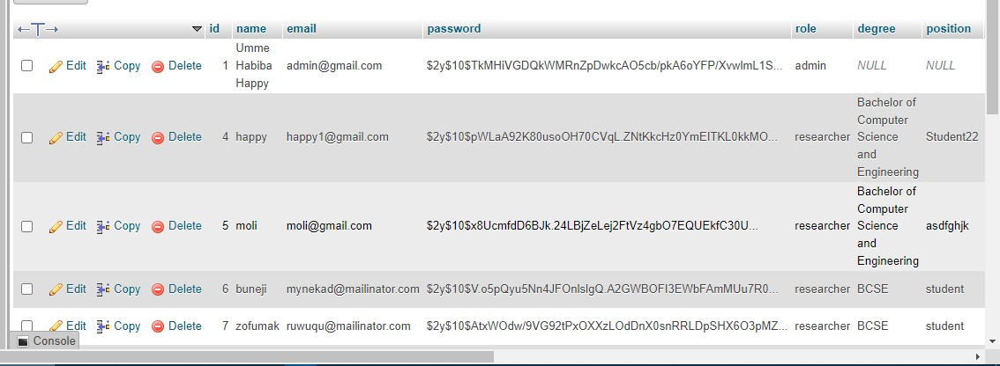 id name email password role degree position
Edit Copy Delete 1 Umme Habiba Happy admin@gmail.com $2y$10$TkMHiVGDQkWMRnZpDwkcAO5cb/pkA6oYFP/XvwlmL1S... admin NULL NULL
Edit Copy Delete 4 happy happy1@gmail.com $2y$10$pWLaA92K80usoOH70CVqL.ZNtKkcHz0YmEITKL0kkMO... researcher Bachelor of Computer Science and Engineering Student22
Edit Copy Delete 5 moli moli@gmail.com $2y$10$x8UcmfdD6BJk.24LBjZeLej2FtVz4gbO7EQUEkfC30U... researcher Bachelor of Computer Science and Engineering asdfghjk
Edit Copy Delete 6 buneji mynekad@mailinator.com $2y$10$V.o5pQyu5Nn4JFOnlslgQ.A2GWBOFI3EWbFAmMUu7R0... researcher BCSE student
Edit Copy Delete 7 zofumak ruwuqu@mailinator.com $2y$10$AtxWOdw/9VG92tPxOXXzLOdDnX0snRRLDpSHX6O3pMZ... researcher BCSE student
Console